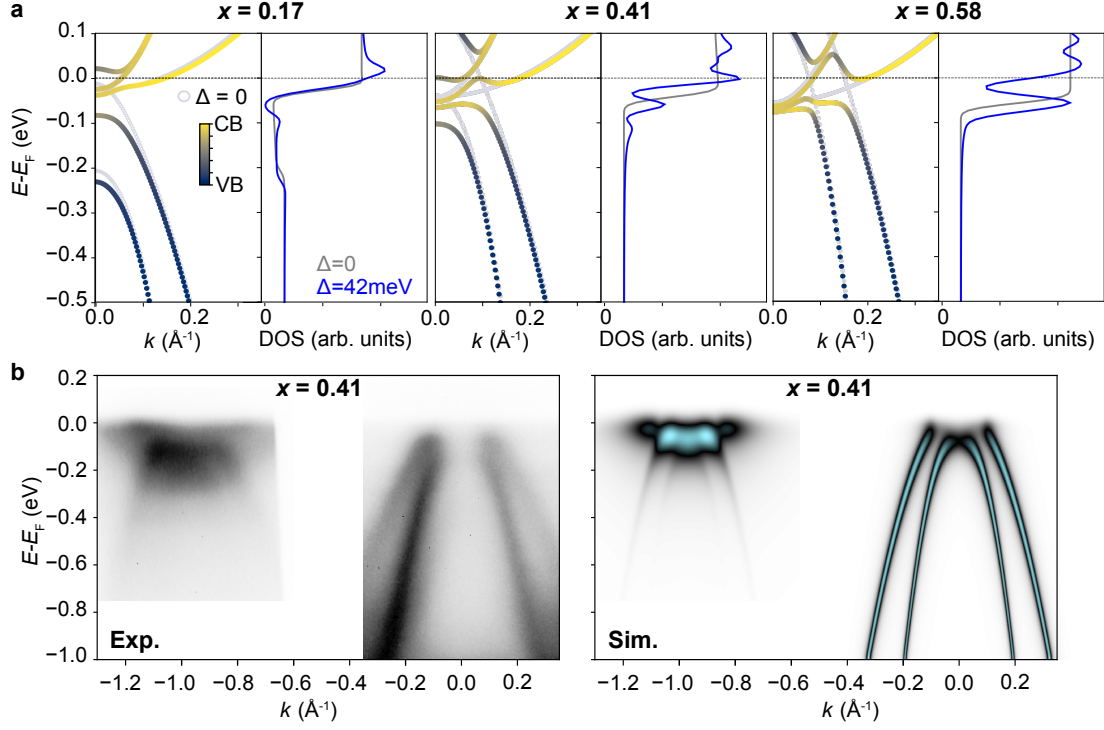 a
x = 0.17
x = 0.41
x = 0.58
0.1
0.0
−0.1
−0.2
−0.3
−0.4
−0.5
E-E_F (eV)
Δ = 0
CB
VB
Δ=0
Δ=42meV
0.0 0.2 0 0.0 0.2 0 0.0 0.2 0
k (Å⁻¹) DOS (arb. units) k (Å⁻¹) DOS (arb. units) k (Å⁻¹) DOS (arb. units)
b
x = 0.41
x = 0.41
0.2
0.0
−0.2
−0.4
−0.6
−0.8
−1.0
E-E_F (eV)
Exp.
Sim.
−1.2 −1.0 −0.8 −0.6 −0.4 −0.2 0.0 0.2
−1.2 −1.0 −0.8 −0.6 −0.4 −0.2 0.0 0.2
k (Å⁻¹)
k (Å⁻¹)